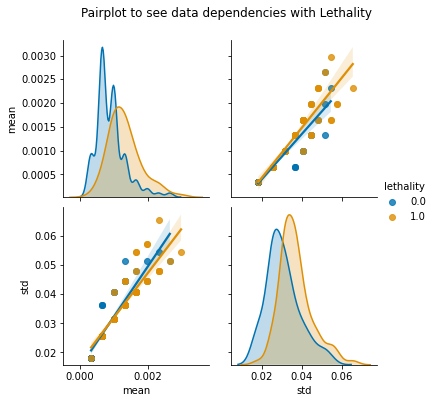 Pairplot to see data dependencies with Lethality
0.0030
0.0025
0.0020
0.0015
0.0010
0.0005
mean
lethality
0.0
1.0
0.06
0.05
0.04
0.03
0.02
std
0.000 0.002
mean
0.02 0.04 0.06
std